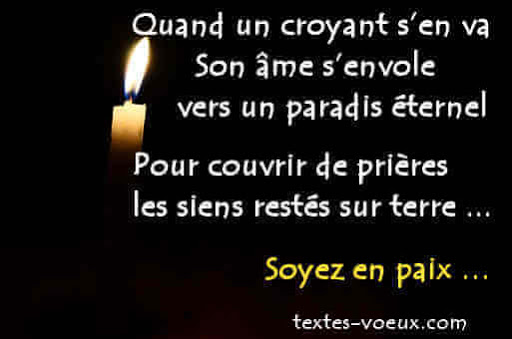 Quand un croyant s'en va
Son âme s'envole
vers un paradis éternel
Pour couvrir de prières
les siens restés sur terre ...
Soyez en paix ...
textes-voeux.com